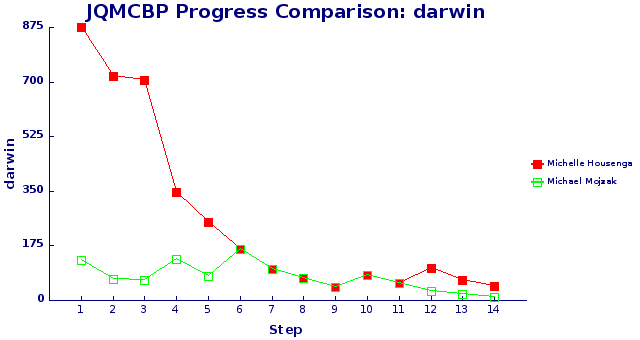 JQMCBP Progress Comparison: darwin
875
700
525
350
175
0
darwin
1 2 3 4 5 6 7 8 9 10 11 12 13 14
Step
Michelle Housenga
Michael Mojzak